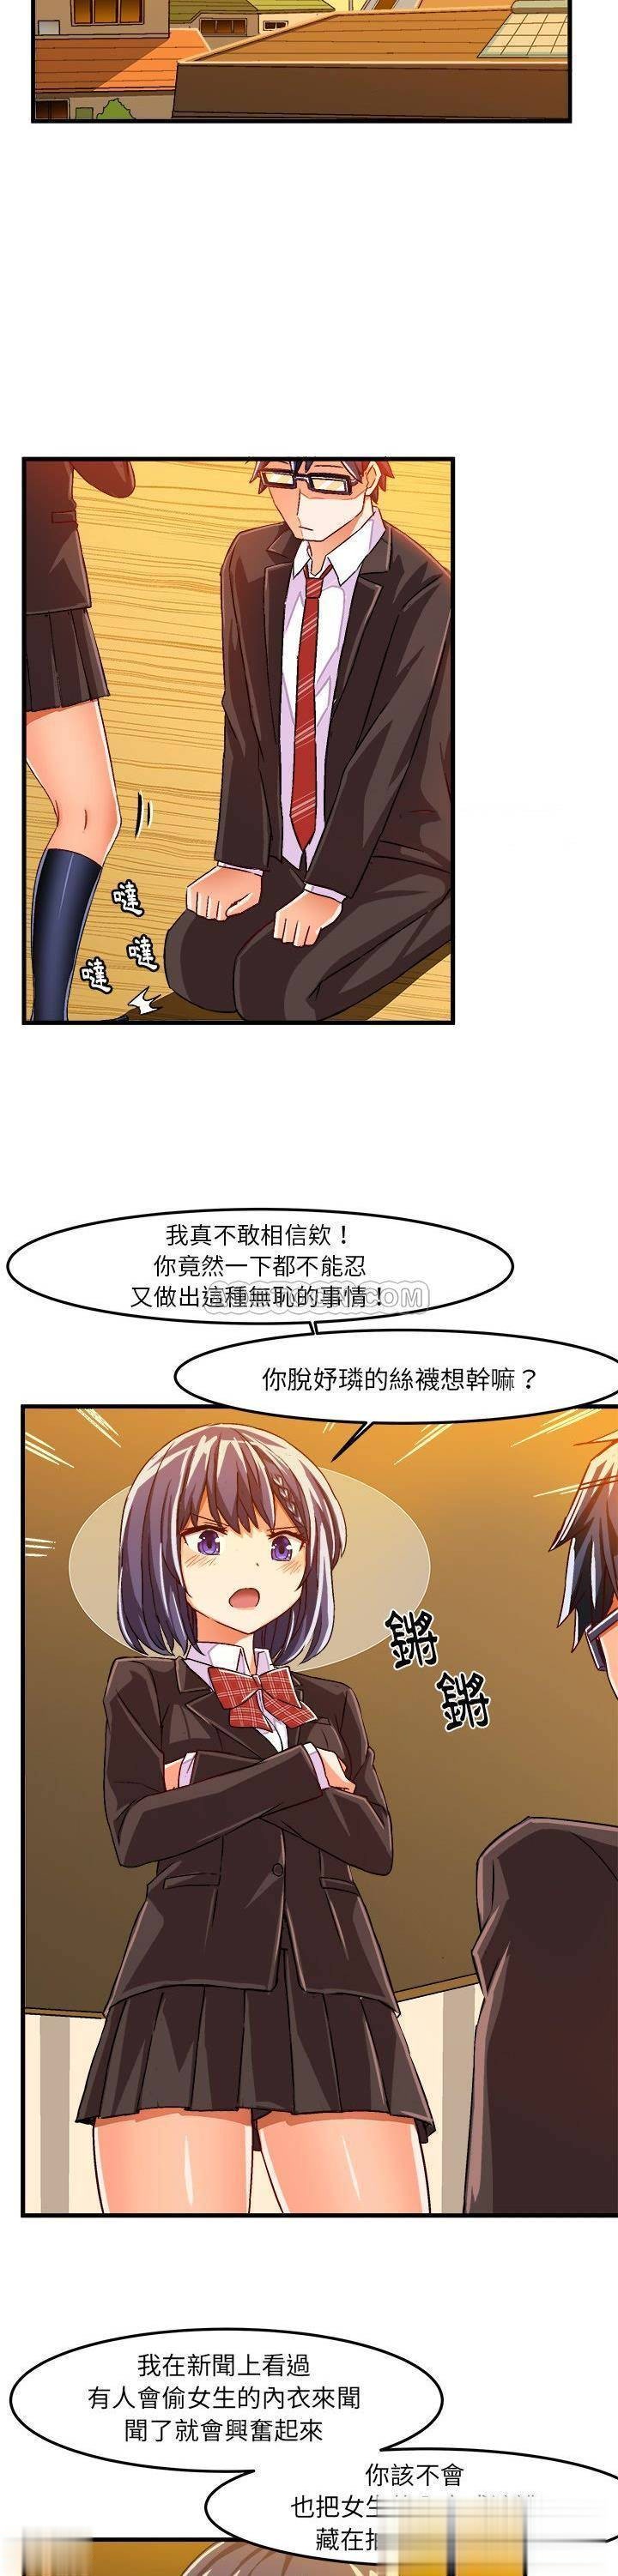 噠
噠
噠
我真不敢相信欸！
你竟然一下都不能忍
又做出這種無恥的事情！
你脫妤璘的絲襪想幹嘛？
鏘
鏘
我在新聞上看過
有人會偷女生的內衣來聞
聞了就會興奮起來
你該不會
也把女生
藏在